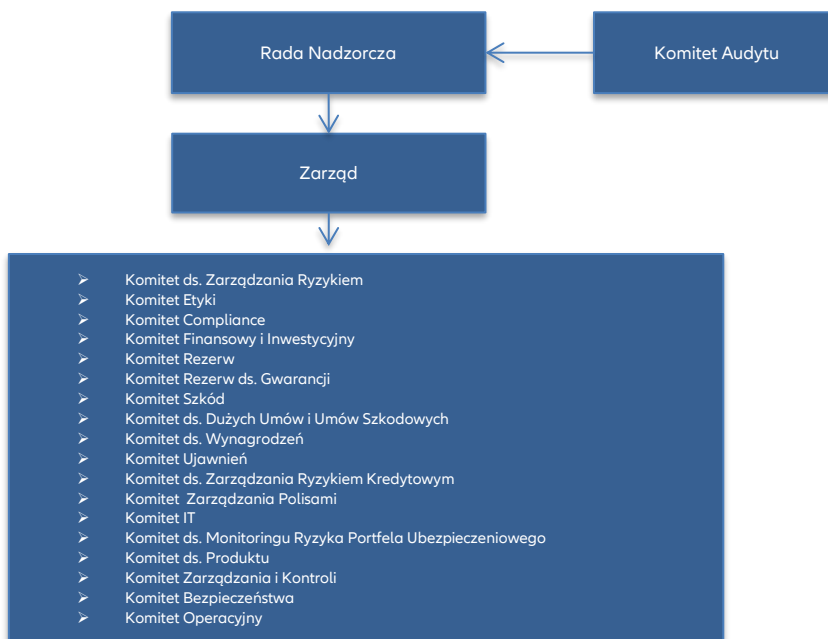 Rada Nadzorcza
Komitet Audytu
Zarząd
➢ Komitet ds. Zarządzania Ryzykiem
➢ Komitet Etyki
➢ Komitet Compliance
➢ Komitet Finansowy i Inwestycyjny
➢ Komitet Rezerw
➢ Komitet Rezerw ds. Gwarancji
➢ Komitet Szkód
➢ Komitet ds. Dużych Umów i Umów Szkodowych
➢ Komitet ds. Wynagrodzeń
➢ Komitet Ujawnień
➢ Komitet ds. Zarządzania Ryzykiem Kredytowym
➢ Komitet Zarządzania Polisami
➢ Komitet IT
➢ Komitet ds. Monitoringu Ryzyka Portfela Ubezpieczeniowego
➢ Komitet ds. Produktu
➢ Komitet Zarządzania i Kontroli
➢ Komitet Bezpieczeństwa
➢ Komitet Operacyjny